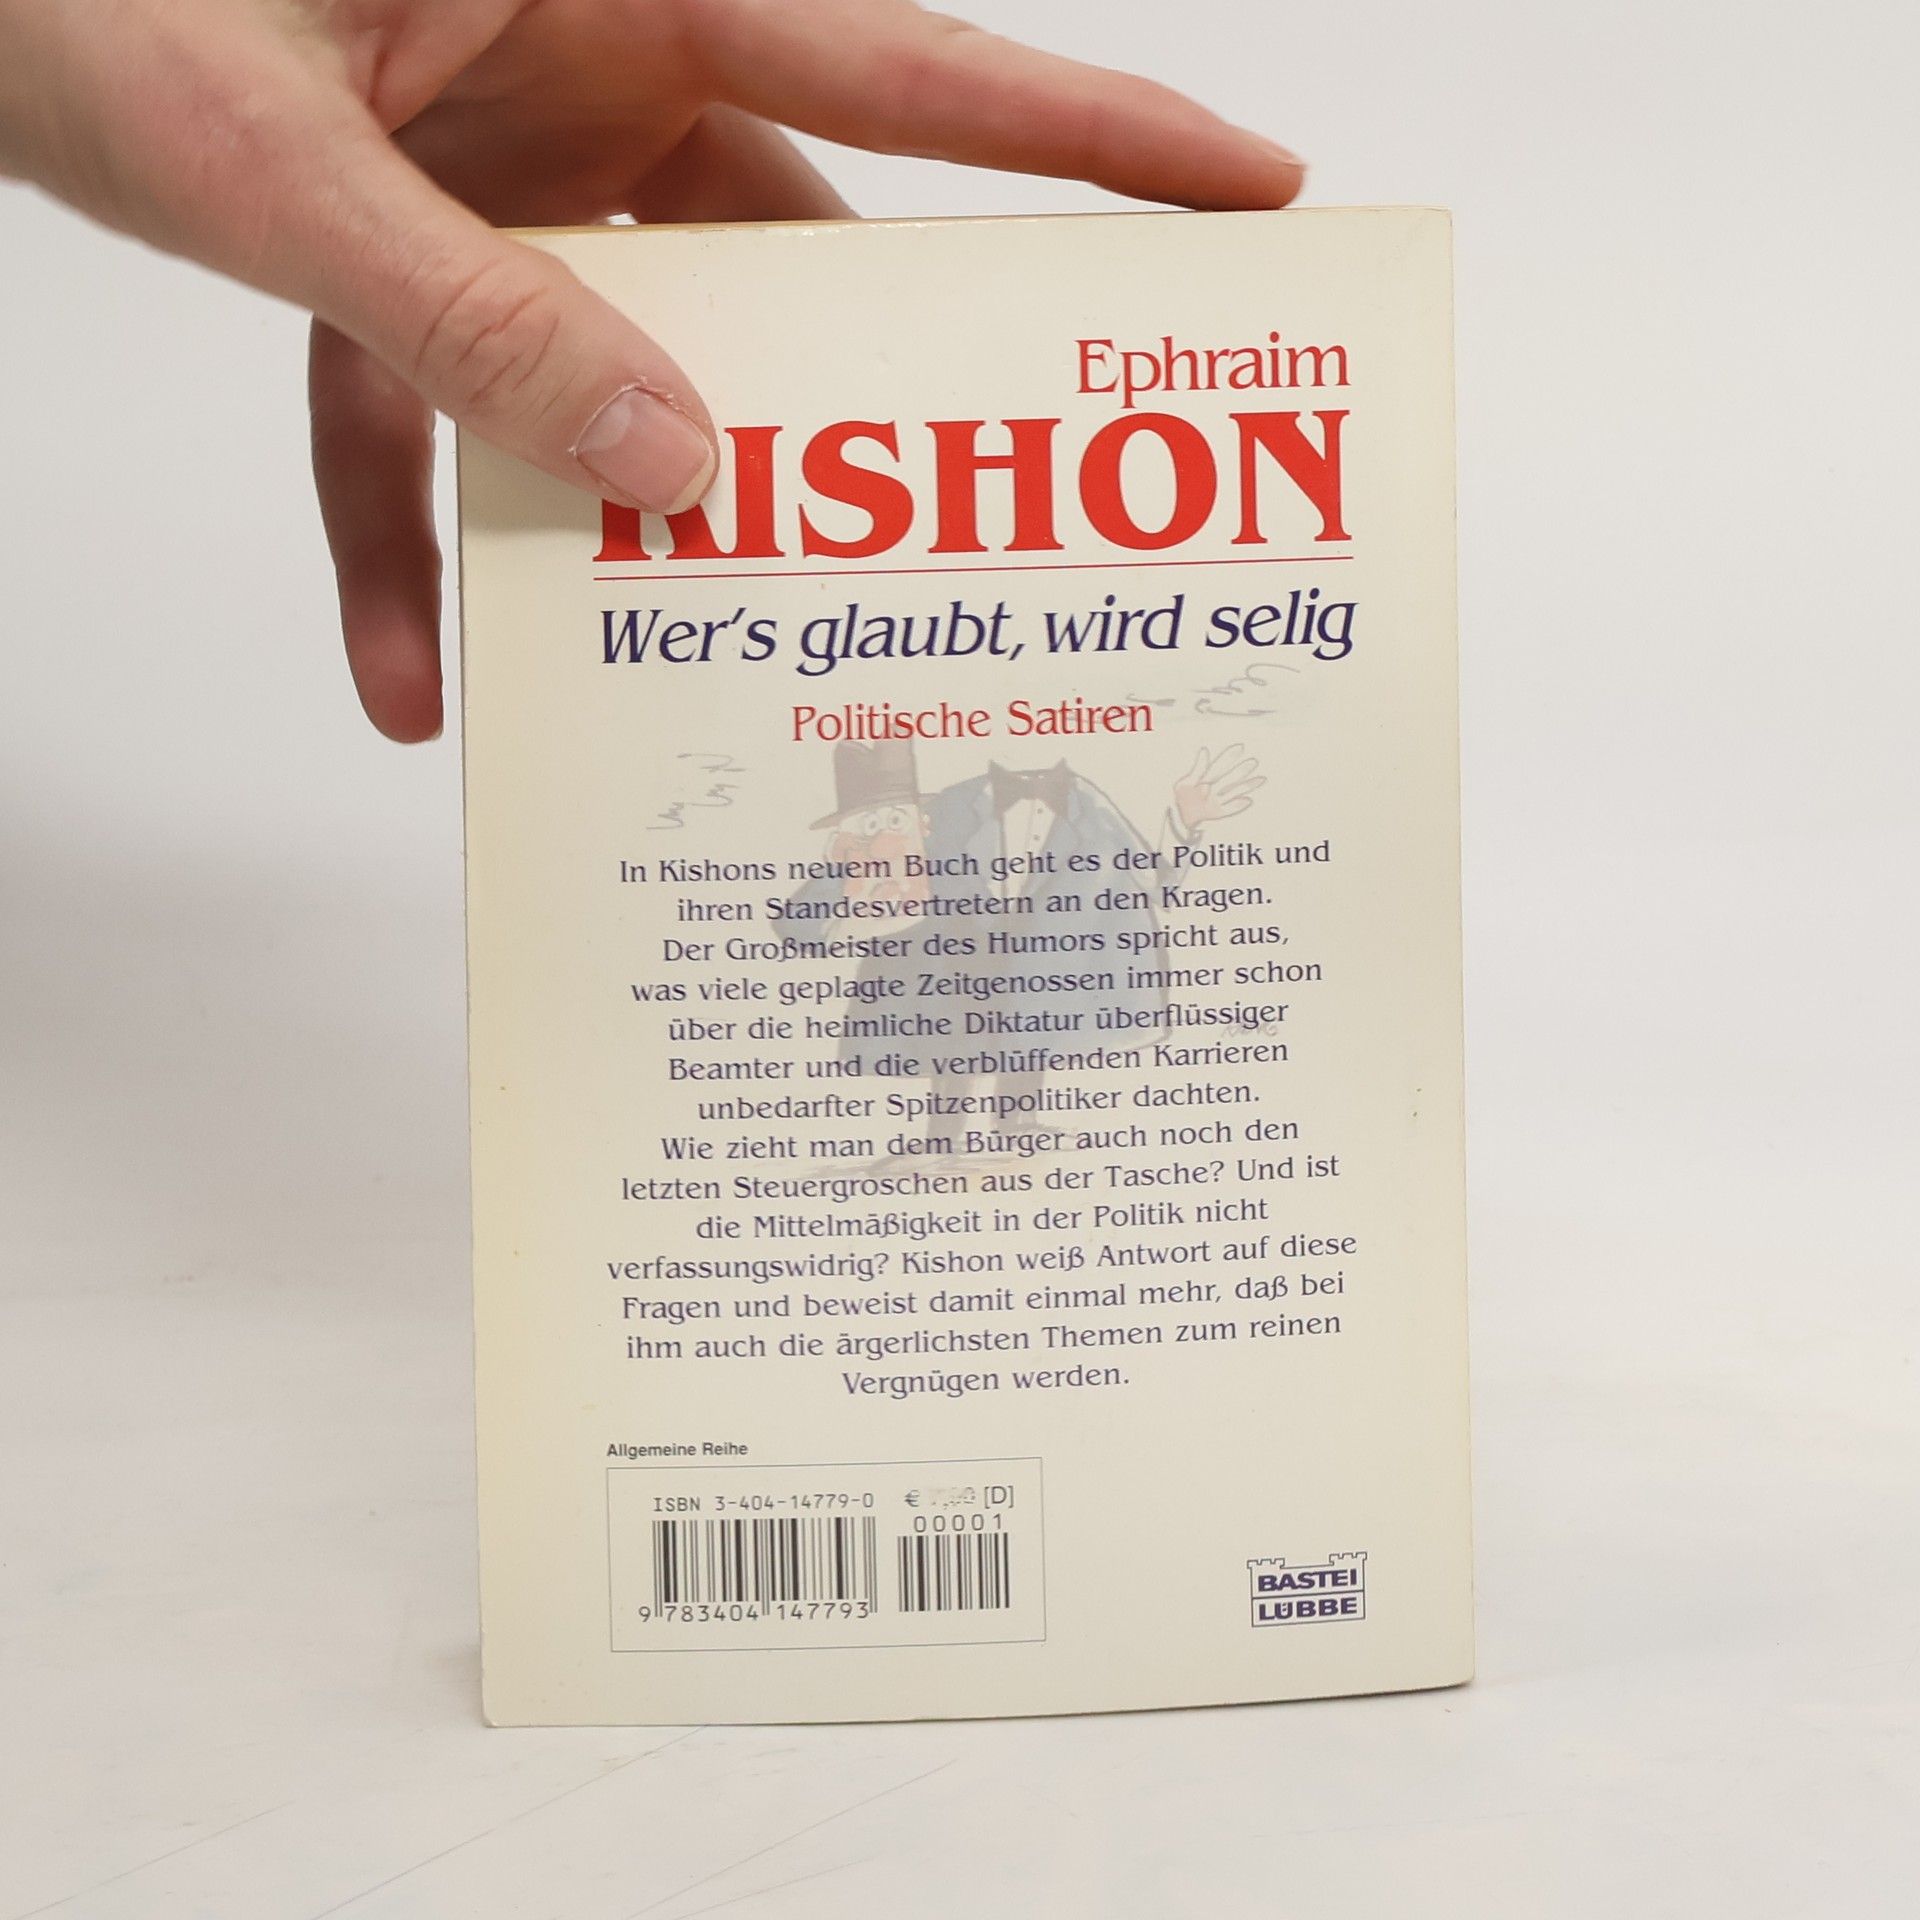 Ephraim
KISHON
Wer's glaubt, wird selig
Politische Satiren
In Kishons neuem Buch geht es der Politik und
ihren Standesvertretern an den Kragen.
Der Großmeister des Humors spricht aus,
was viele geplagte Zeitgenossen immer schon
über die heimliche Diktatur überflüssiger
Beamter und die verblüffenden Karrieren
unbedarfter Spitzenpolitiker dachten.
Wie zieht man dem Bürger auch noch den
letzten Steuergroschen aus der Tasche? Und ist
die Mittelmäßigkeit in der Politik nicht
verfassungswidrig? Kishon weiß Antwort auf diese
Fragen und beweist damit einmal mehr, daß bei
ihm auch die ärgerlichsten Themen zum reinen
Vergnügen werden.
Allgemeine Reihe
ISBN 3-404-14779-0 € [D]
00001
9 783404 147793
BASTEI
LÜBBE